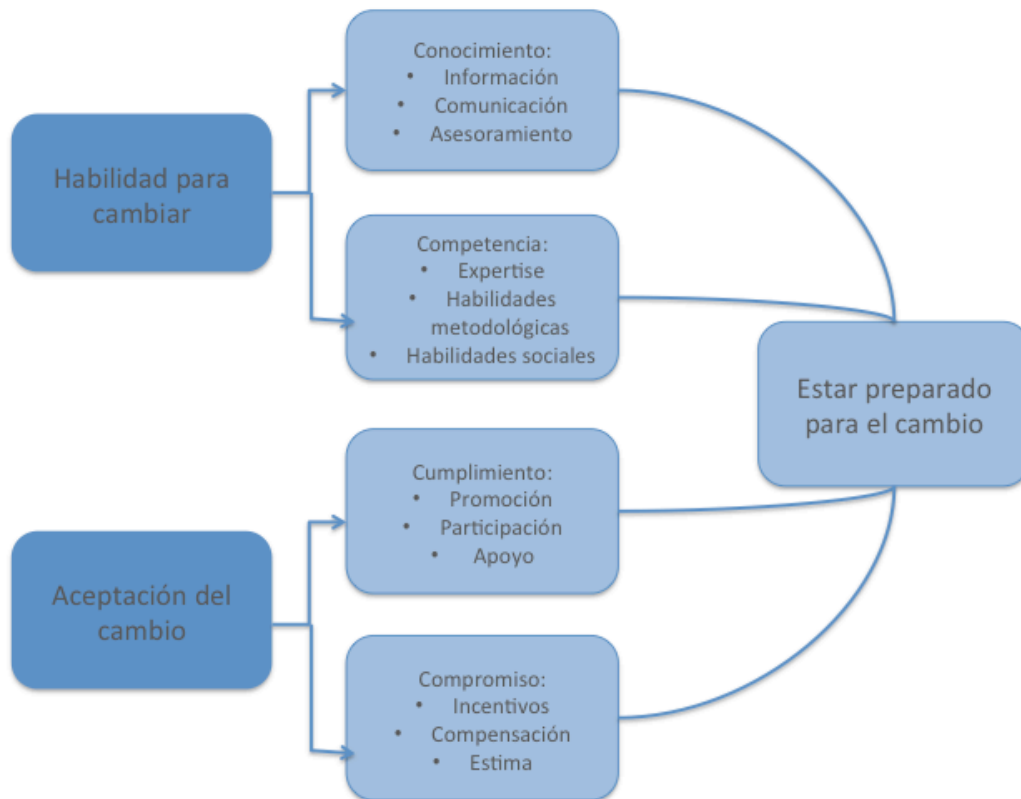 Conocimiento:
• Información
• Comunicación
• Asesoramiento
Habilidad para
cambiar
Competencia:
• Expertise
• Habilidades
metodológicas
• Habilidades sociales
Estar preparado
para el cambio
Cumplimiento:
• Promoción
• Participación
• Apoyo
Aceptación del
cambio
Compromiso:
• Incentivos
• Compensación
• Estima